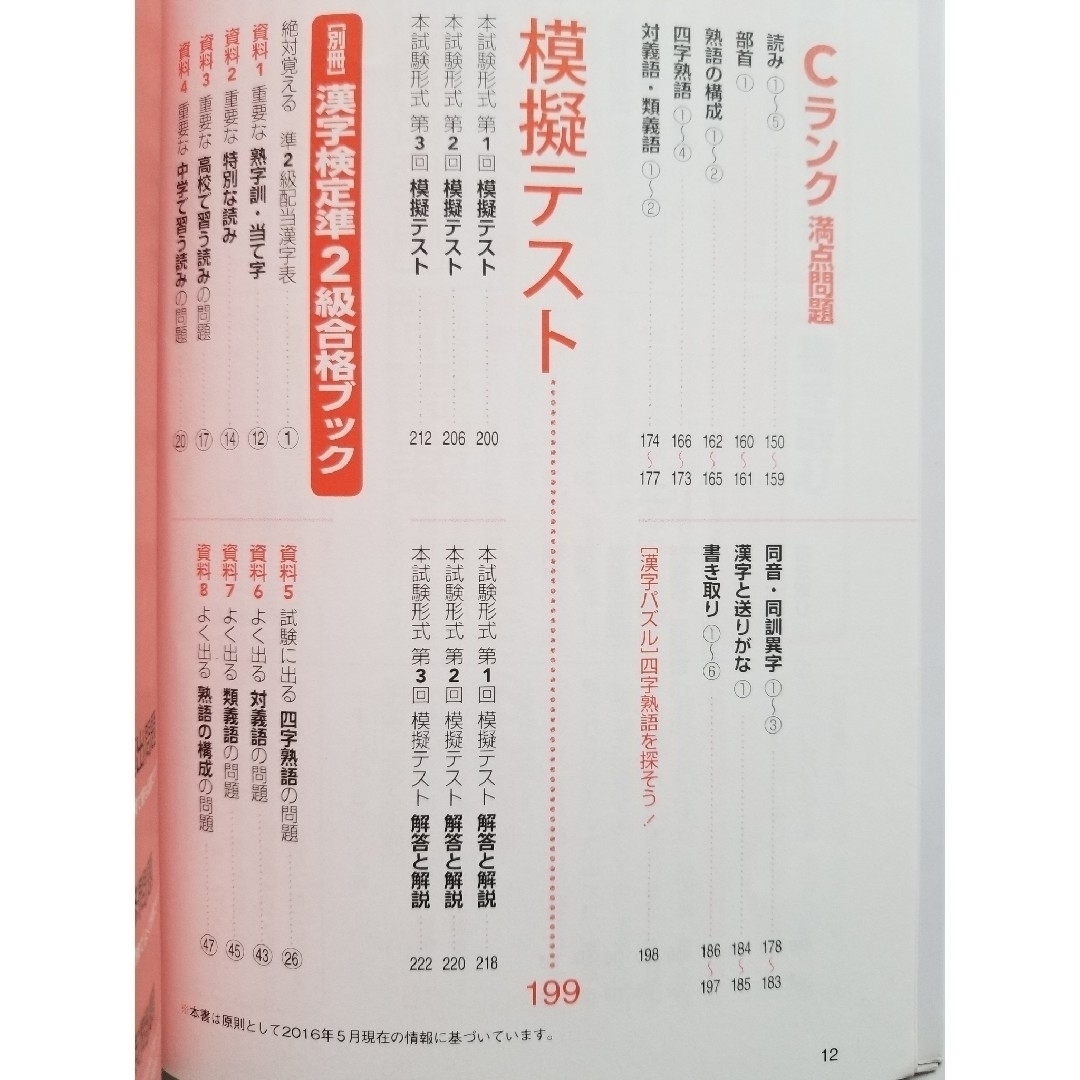 Cランク 満点問題
読み ①〜⑤ 150〜159
部首 ① 160〜161
熟語の構成 ①〜② 162〜165
四字熟語 ①〜④ 166〜173
対義語・類義語 ①〜② 174〜177
同音・同訓異字 ①〜③ 178〜183
漢字と送りがな ① 184〜185
書き取り ①〜⑥ 186〜197
[漢字パズル]四字熟語を探そう！ 198
模擬テスト 199
本試験形式 第1回 模擬テスト 200
本試験形式 第2回 模擬テスト 206
本試験形式 第3回 模擬テスト 212
本試験形式 第1回 模擬テスト 解答と解説 218
本試験形式 第2回 模擬テスト 解答と解説 220
本試験形式 第3回 模擬テスト 解答と解説 222
[別冊] 漢字検定準2級合格ブック
絶対覚える 準2級配当漢字表 ①
資料1 重要な 熟字訓・当て字 ⑫
資料2 重要な 特別な読み ⑭
資料3 重要な 高校で習う読みの問題 ⑰
資料4 重要な 中学で習う読みの問題 ⑳
資料5 試験に出る 四字熟語の問題 ㉖
資料6 よく出る 対義語の問題 ㊸
資料7 よく出る 類義語の問題 ㊺
資料8 よく出る 熟語の構成の問題 ㊼
※本書は原則として2016年5月現在の情報に基づいています。
12